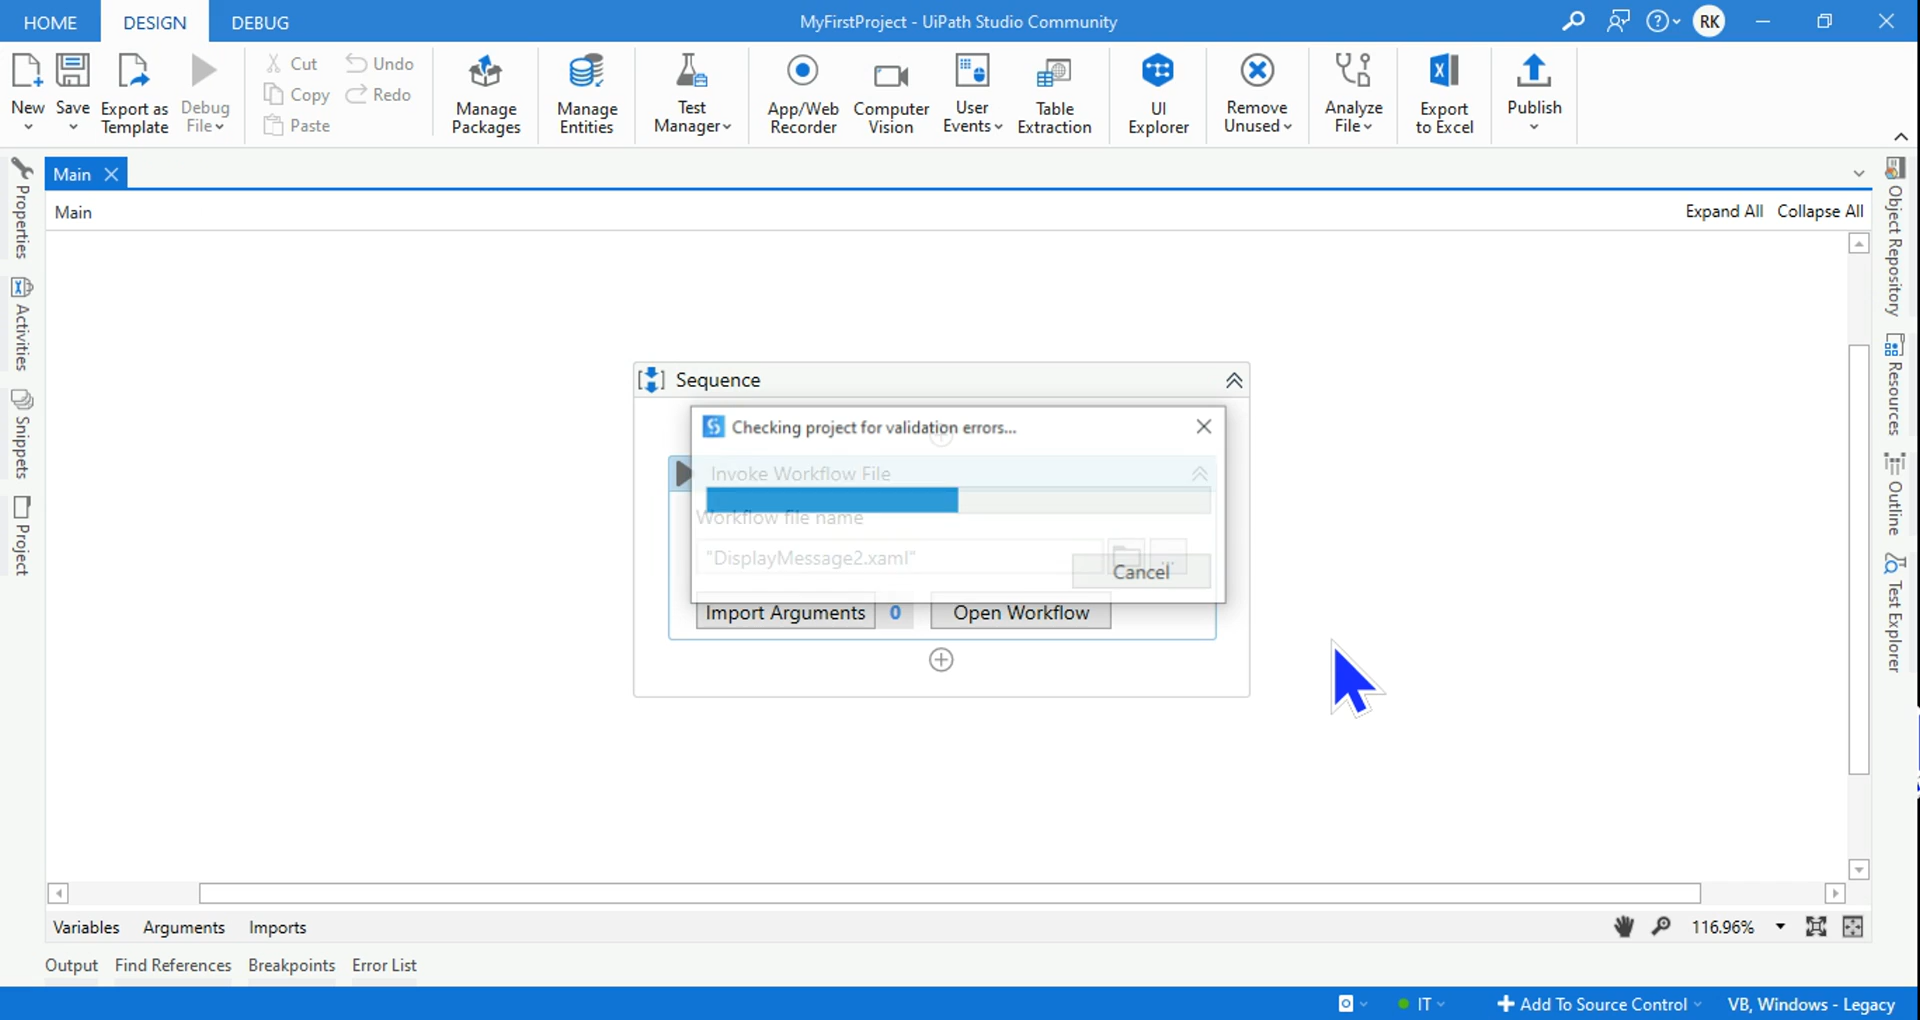 HOME DESIGN DEBUG MyFirstProject - UiPath Studio Community RK
New Save Export as Template Debug File
Cut Undo
Copy Redo
Paste
Manage Packages Manage Entities Test Manager App/Web Recorder Computer Vision User Events Table Extraction UI Explorer Remove Unused Analyze File Export to Excel Publish
Main
Main Expand All Collapse All
Properties
Activities
Snippets
Project
Object Repository
Resources
Outline
Test Explorer
Sequence
Checking project for validation errors...
Invoke Workflow File
Workflow file name
"DisplayMessage2.xaml"
Cancel
Import Arguments 0 Open Workflow
Variables Arguments Imports 116.96%
Output Find References Breakpoints Error List
IT Add To Source Control VB, Windows - Legacy